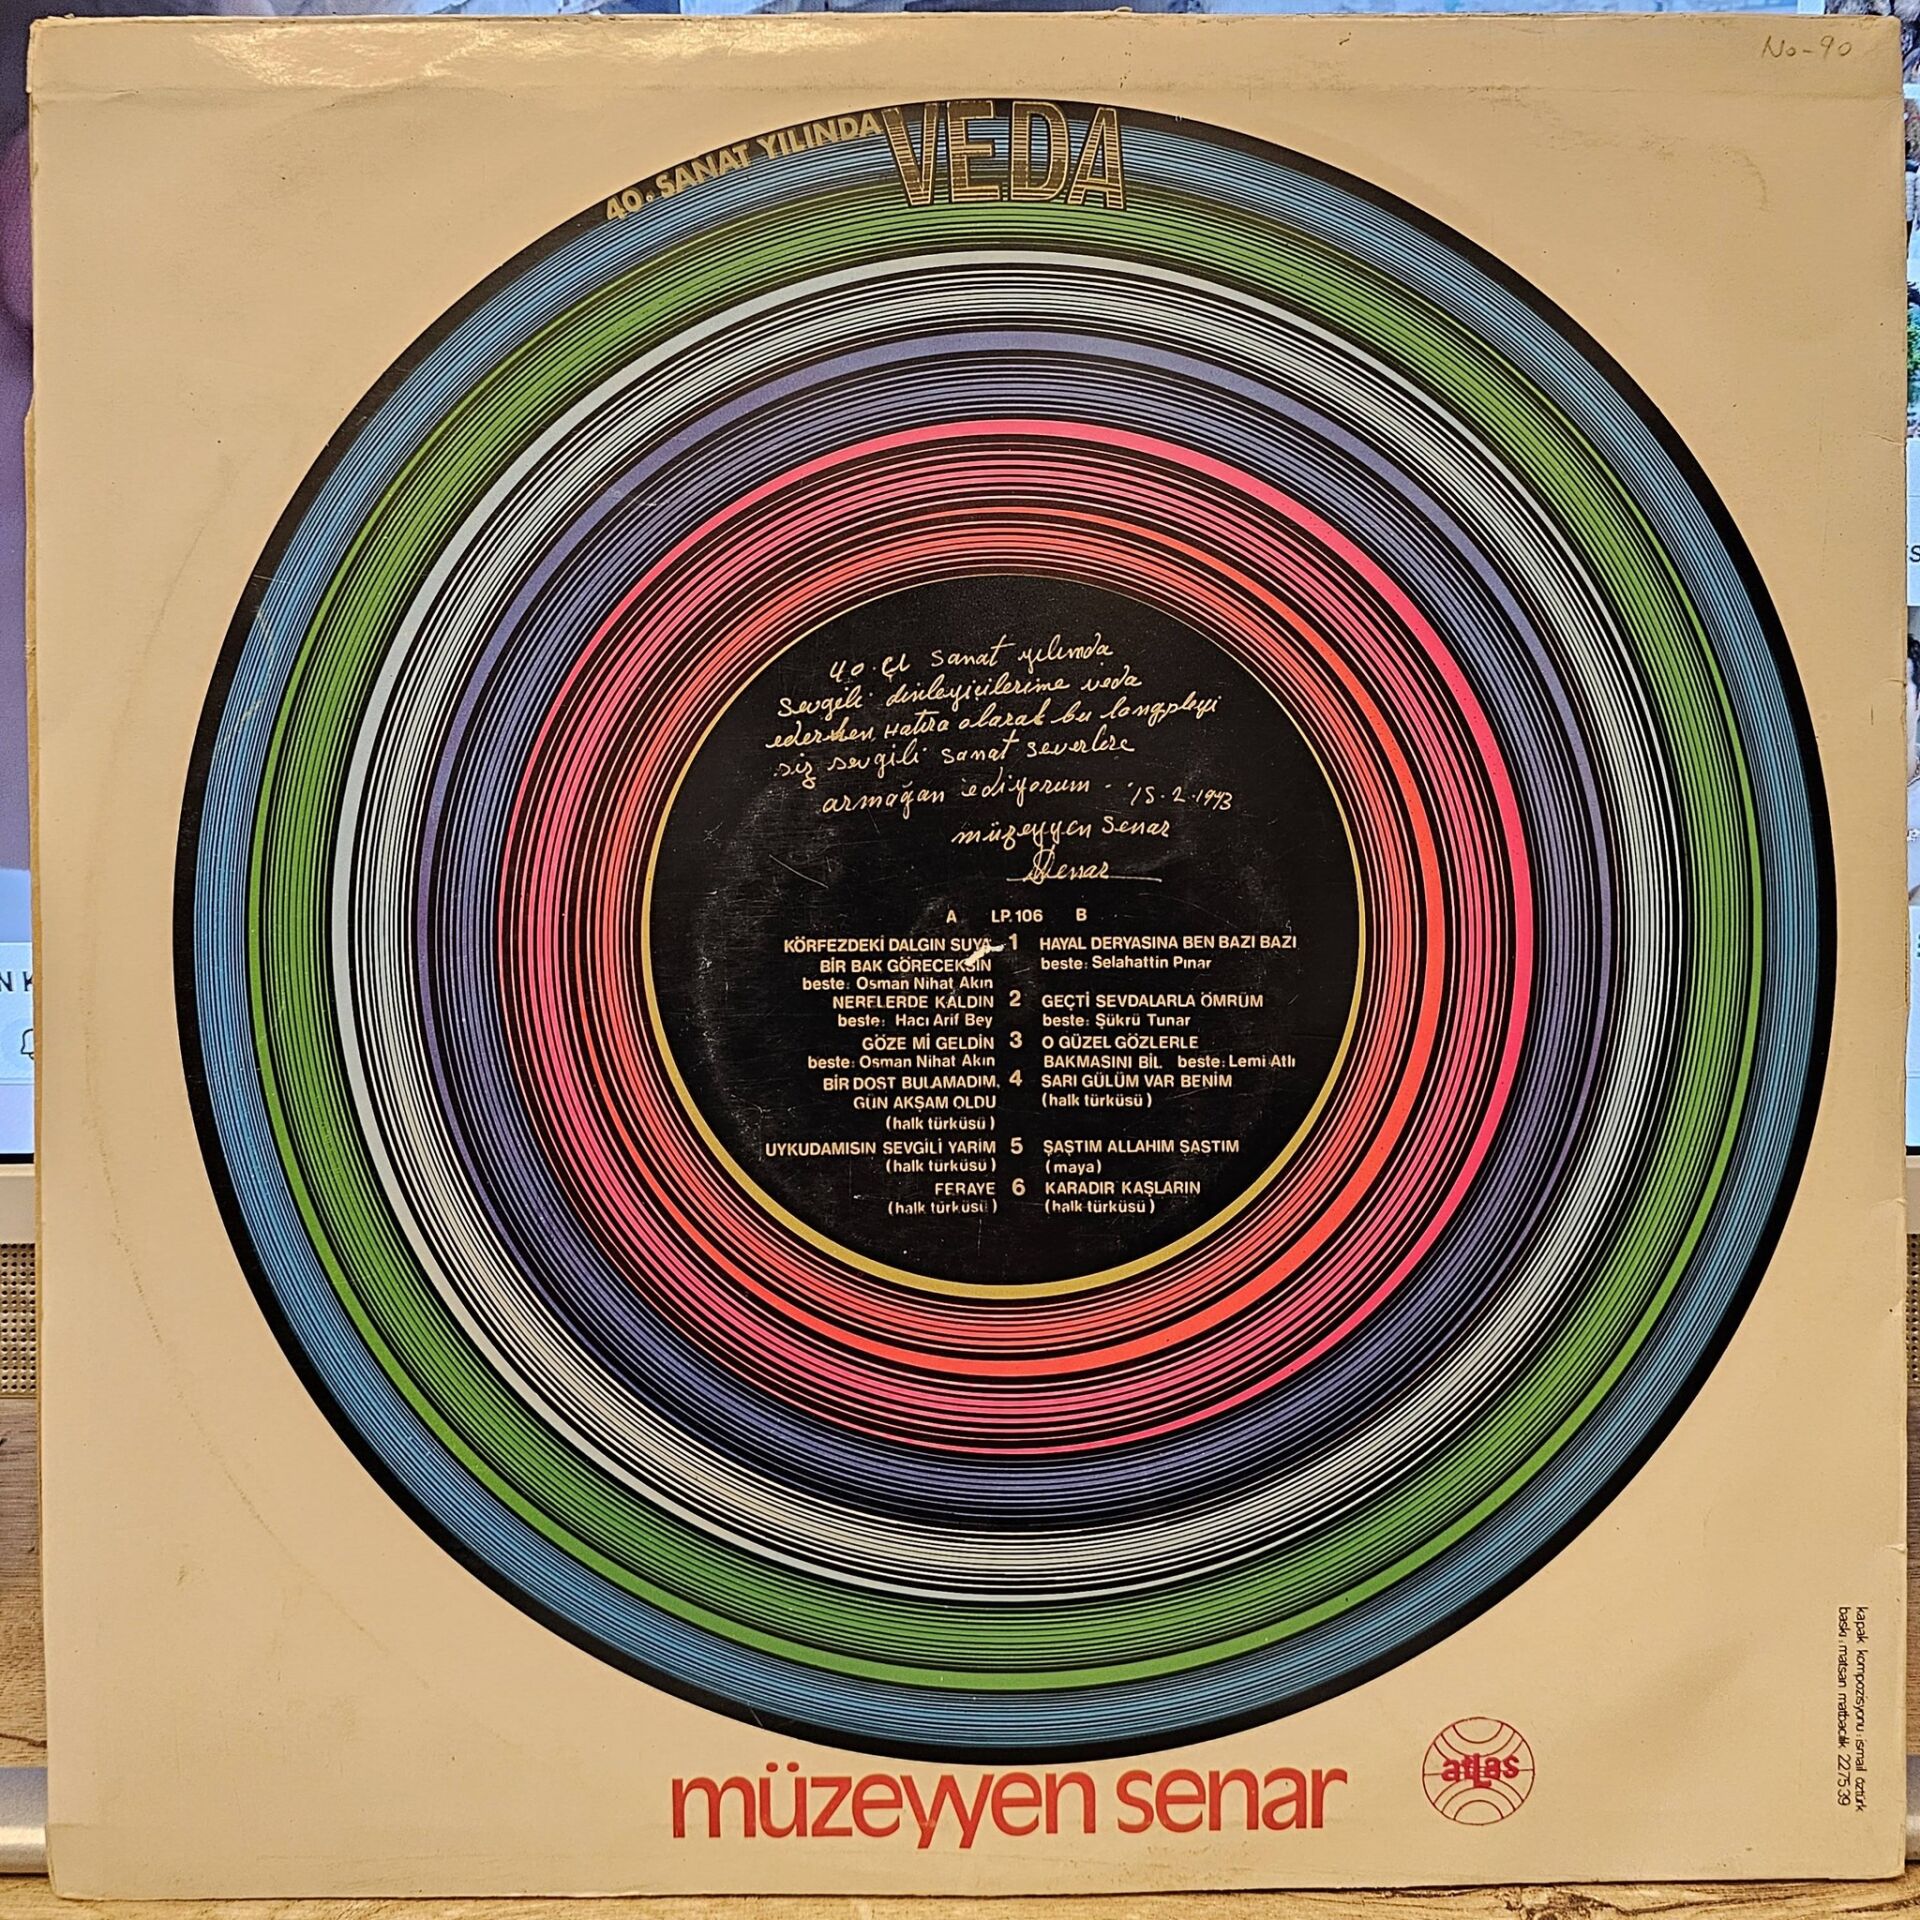 No-90
40. SANAT YILINDA VEDA
40.cı sanat yılımda
sevgili dinleyicilerime veda
ederken, Hatıra olarak bu longpleyi
siz sevgili sanat severlere
armağan ediyorum. 15.2.1973
müzeyyen Senar
Senar
A LP.106 B
KÖRFEZDEKİ DALGIN SUYA 1 HAYAL DERYASINA BEN BAZI BAZI
BİR BAK GÖRECEKSİN beste: Selahattin Pınar
beste: Osman Nihat Akın
NERELERDE KALDIN 2 GEÇTİ SEVDALARLA ÖMRÜM
beste: Hacı Arif Bey beste: Şükrü Tunar
GÖZE Mİ GELDİN 3 O GÜZEL GÖZLERLE
beste: Osman Nihat Akın BAKMASINI BİL beste: Lemi Atlı
BİR DOST BULAMADIM, 4 SARI GÜLÜM VAR BENİM
GÜN AKŞAM OLDU (halk türküsü)
(halk türküsü)
UYKUDAMISIN SEVGİLİ YARİM 5 ŞAŞTIM ALLAHIM ŞAŞTIM
(halk türküsü) (maya)
FERAYE 6 KARADIR KAŞLARIN
(halk türküsü) (halk türküsü)
müzeyyen senar
atlas
kapak kompozisyonu: ismail öztürk
baskı: matsan matbacılık 227539